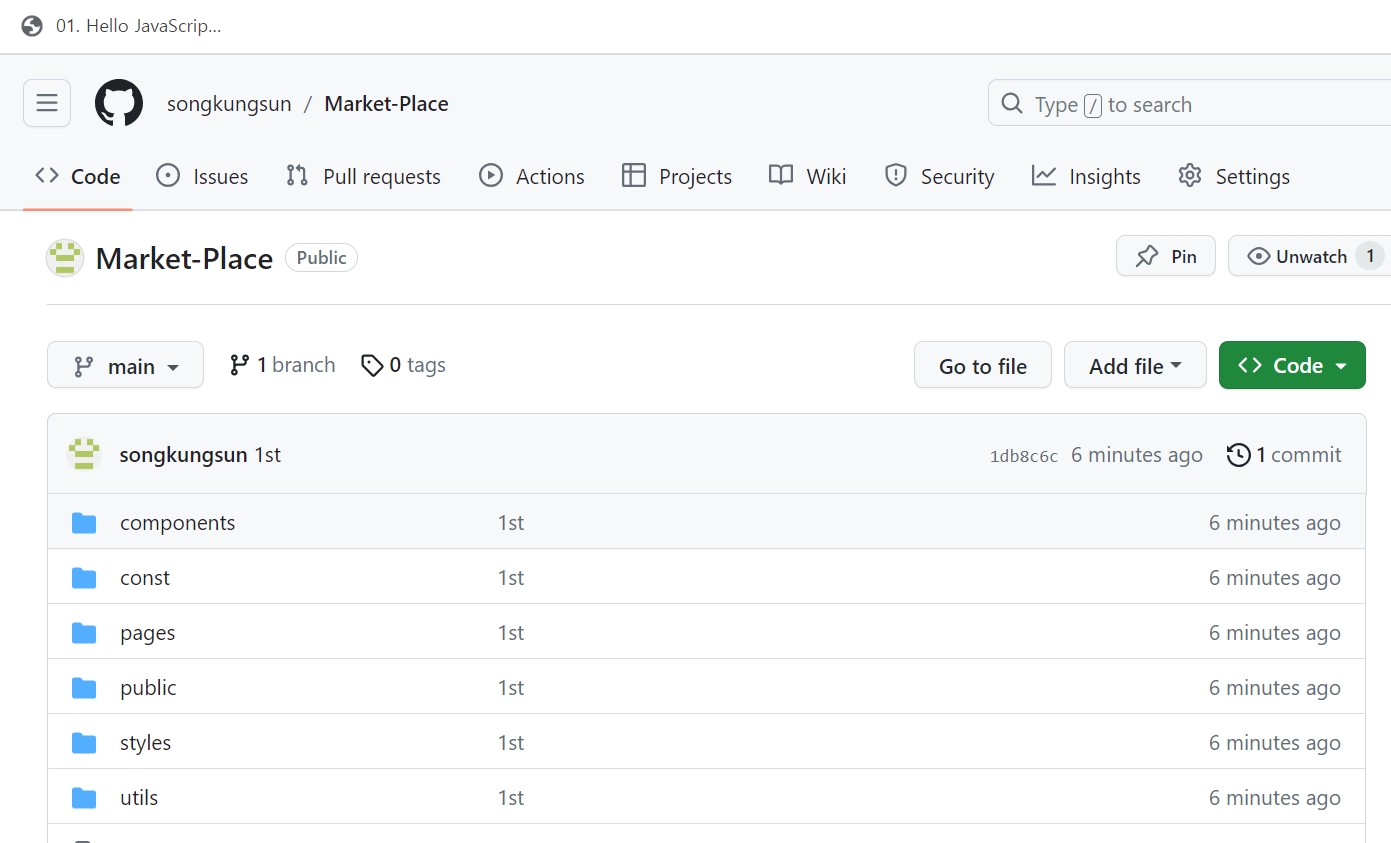 01. Hello JavaScrip...
songkungsun / Market-Place
Type / to search
Code Issues Pull requests Actions Projects Wiki Security Insights Settings
Market-Place Public Pin Unwatch 1
main 1 branch 0 tags Go to file Add file Code
songkungsun 1st 1db8c6c 6 minutes ago 1 commit
components 1st 6 minutes ago
const 1st 6 minutes ago
pages 1st 6 minutes ago
public 1st 6 minutes ago
styles 1st 6 minutes ago
utils 1st 6 minutes ago